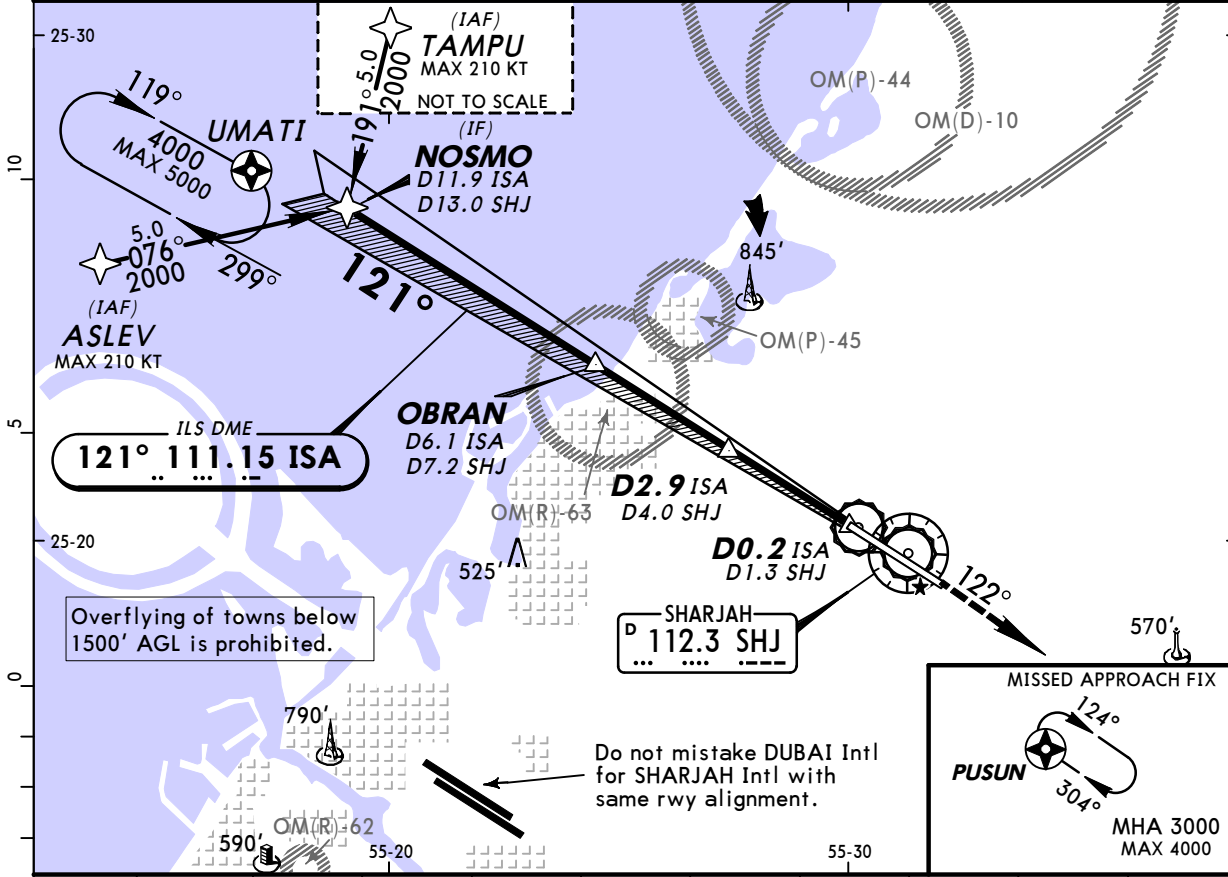 25-30
(IAF)
TAMPU
MAX 210 KT
NOT TO SCALE
5.0
191°
2000
OM(P)-44
OM(D)-10
119°
4000
MAX 5000
UMATI
(IF)
NOSMO
D11.9 ISA
D13.0 SHJ
10
5.0
076°
2000
299°
(IAF)
ASLEV
MAX 210 KT
121°
845'
OM(P)-45
OBRAN
D6.1 ISA
D7.2 SHJ
ILS DME
121° 111.15 ISA
5
D2.9 ISA
D4.0 SHJ
OM(R)-63
25-20
525'
D0.2 ISA
D1.3 SHJ
122°
Overflying of towns below
1500' AGL is prohibited.
SHARJAH
D 112.3 SHJ
570'
0
MISSED APPROACH FIX
124°
PUSUN
304°
MHA 3000
MAX 4000
790'
Do not mistake DUBAI Intl
for SHARJAH Intl with
same rwy alignment.
OM(R)-62
590'
55-20
55-30